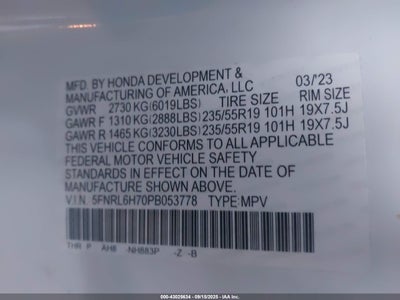 MFD. BY HONDA DEVELOPMENT & 03/'23
MANUFACTURING OF AMERICA, LLC
GVWR 2730 KG(6019LBS) TIRE SIZE RIM SIZE
GAWR F 1310 KG(2888LBS) 235/55R19 101H 19X7.5J
GAWR R 1465 KG(3230LBS) 235/55R19 101H 19X7.5J
THIS VEHICLE CONFORMS TO ALL APPLICABLE
FEDERAL MOTOR VEHICLE SAFETY
STANDARDS IN EFFECT ON THE DATE OF
MANUFACTURE SHOWN ABOVE.
V.I.N. 5FNRL6H70PB053778 TYPE:MPV
THR P AH8 -NH883P -Z -B
000-43026634 - 09/15/2025 - IAA, Inc.